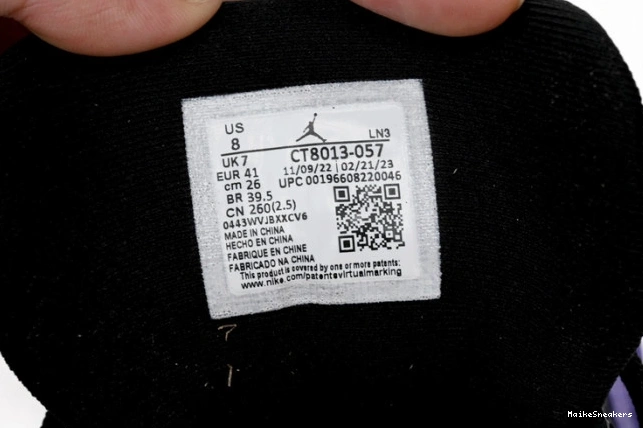 US
8
LN3
UK 7
CT8013-057
EUR 41
11/09/22 | 02/21/23
cm 26
UPC 00196608220046
BR 39.5
CN 260(2.5)
0443WVJBXXCV6
MADE IN CHINA
HECHO EN CHINA
FABRIQUE EN CHINE
FABRICADO NA CHINA
This product is covered by one or more patents:
www.nike.com/patentsvirtualmarking
MaikeSneakers